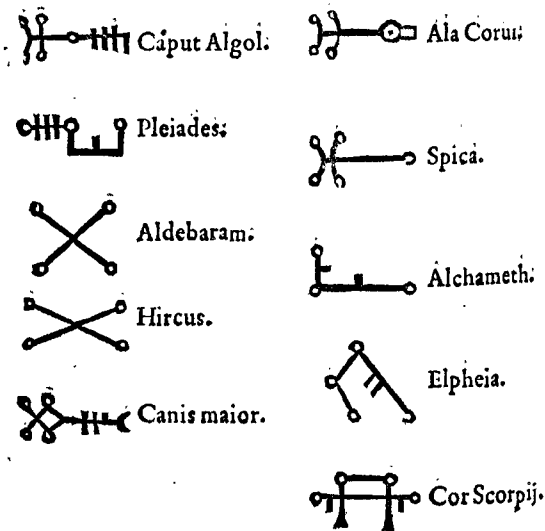 Caput Algol.
Pleiades.
Aldebaram.
Hircus.
Canis maior.
Ala Corui.
Spica.
Alchameth.
Elpheia.
Cor Scorpij.